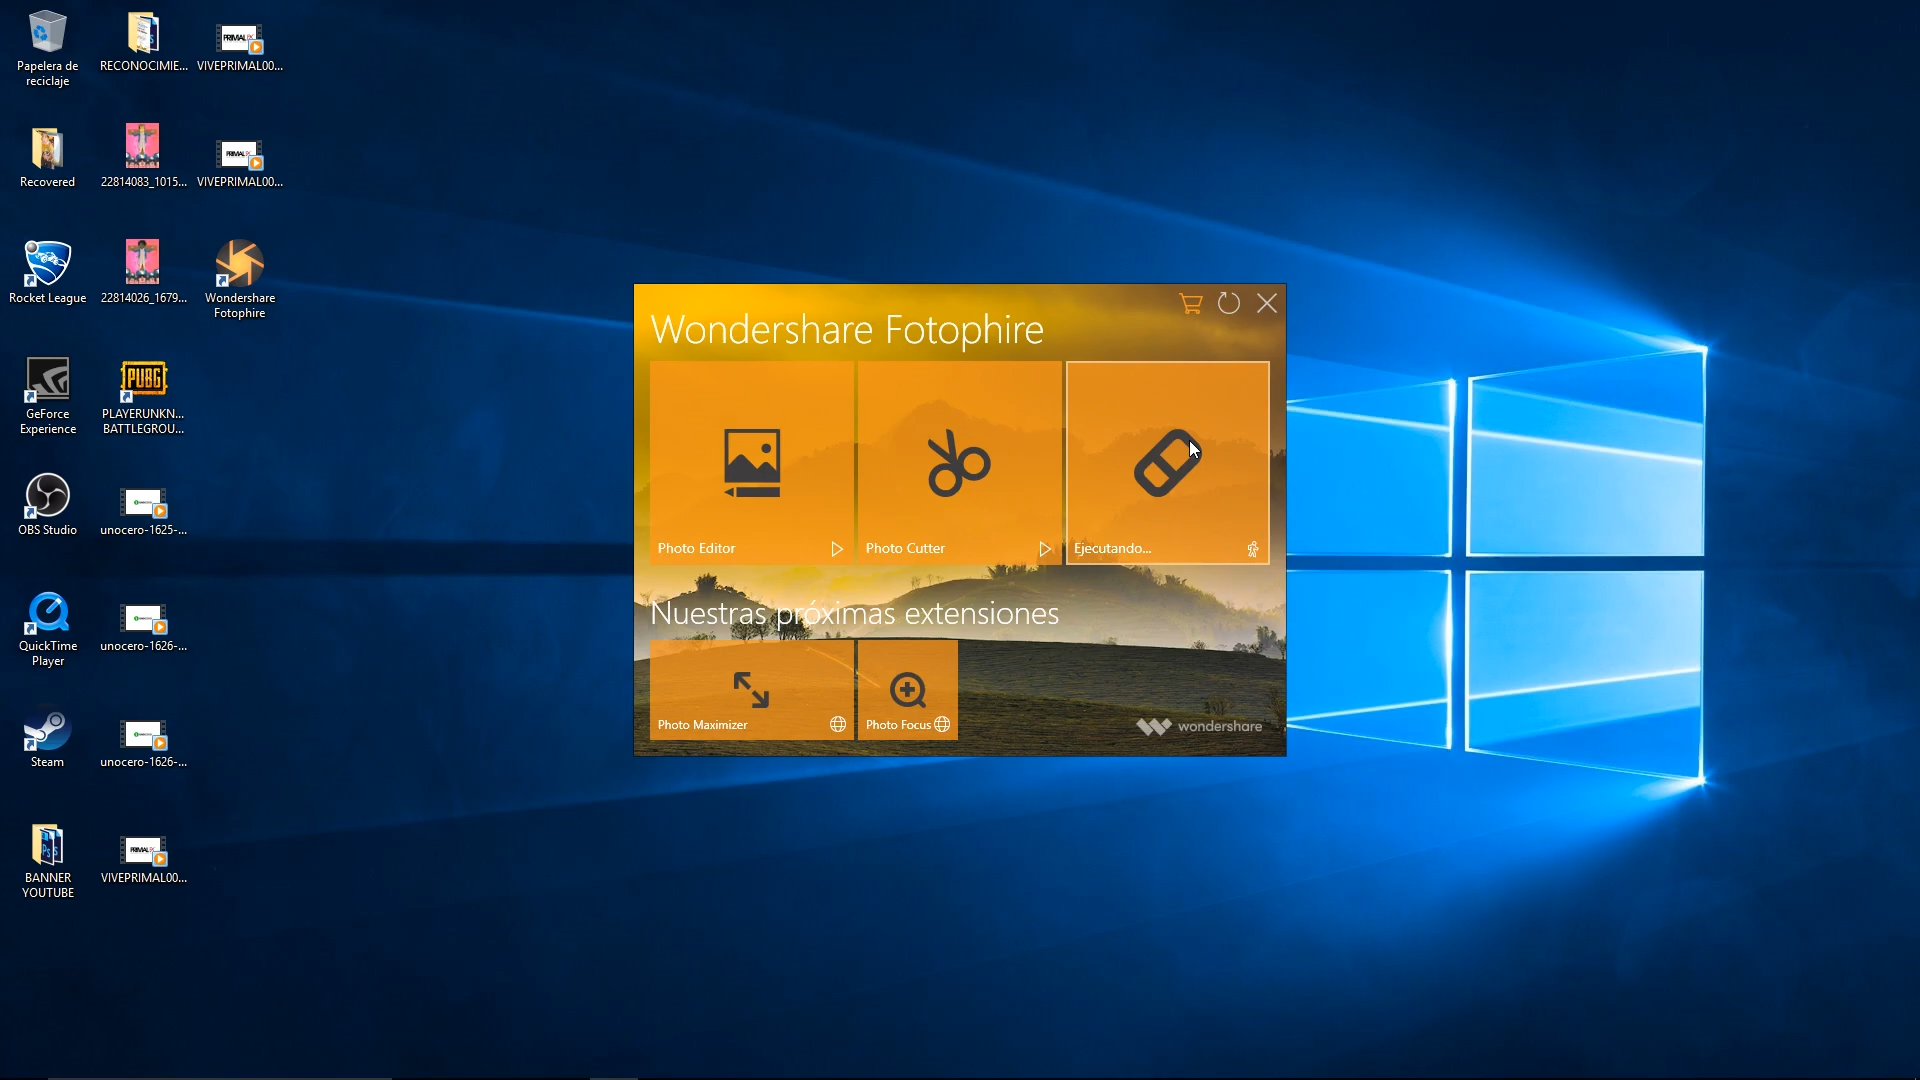 Papelera de
reciclaje
RECONOCIMIE...
VIVEPRIMAL00...
Recovered
22814083_1015...
VIVEPRIMAL00...
Rocket League
22814026_1679...
Wondershare
Fotophire
GeForce
Experience
PUBG
PLAYERUNKN...
BATTLEGROU...
OBS Studio
unocero-1625-...
QuickTime
Player
unocero-1626-...
Steam
unocero-1626-...
BANNER
YOUTUBE
VIVEPRIMAL00...
Wondershare Fotophire
Photo Editor
Photo Cutter
Ejecutando...
Nuestras próximas extensiones
Photo Maximizer
Photo Focus
wondershare